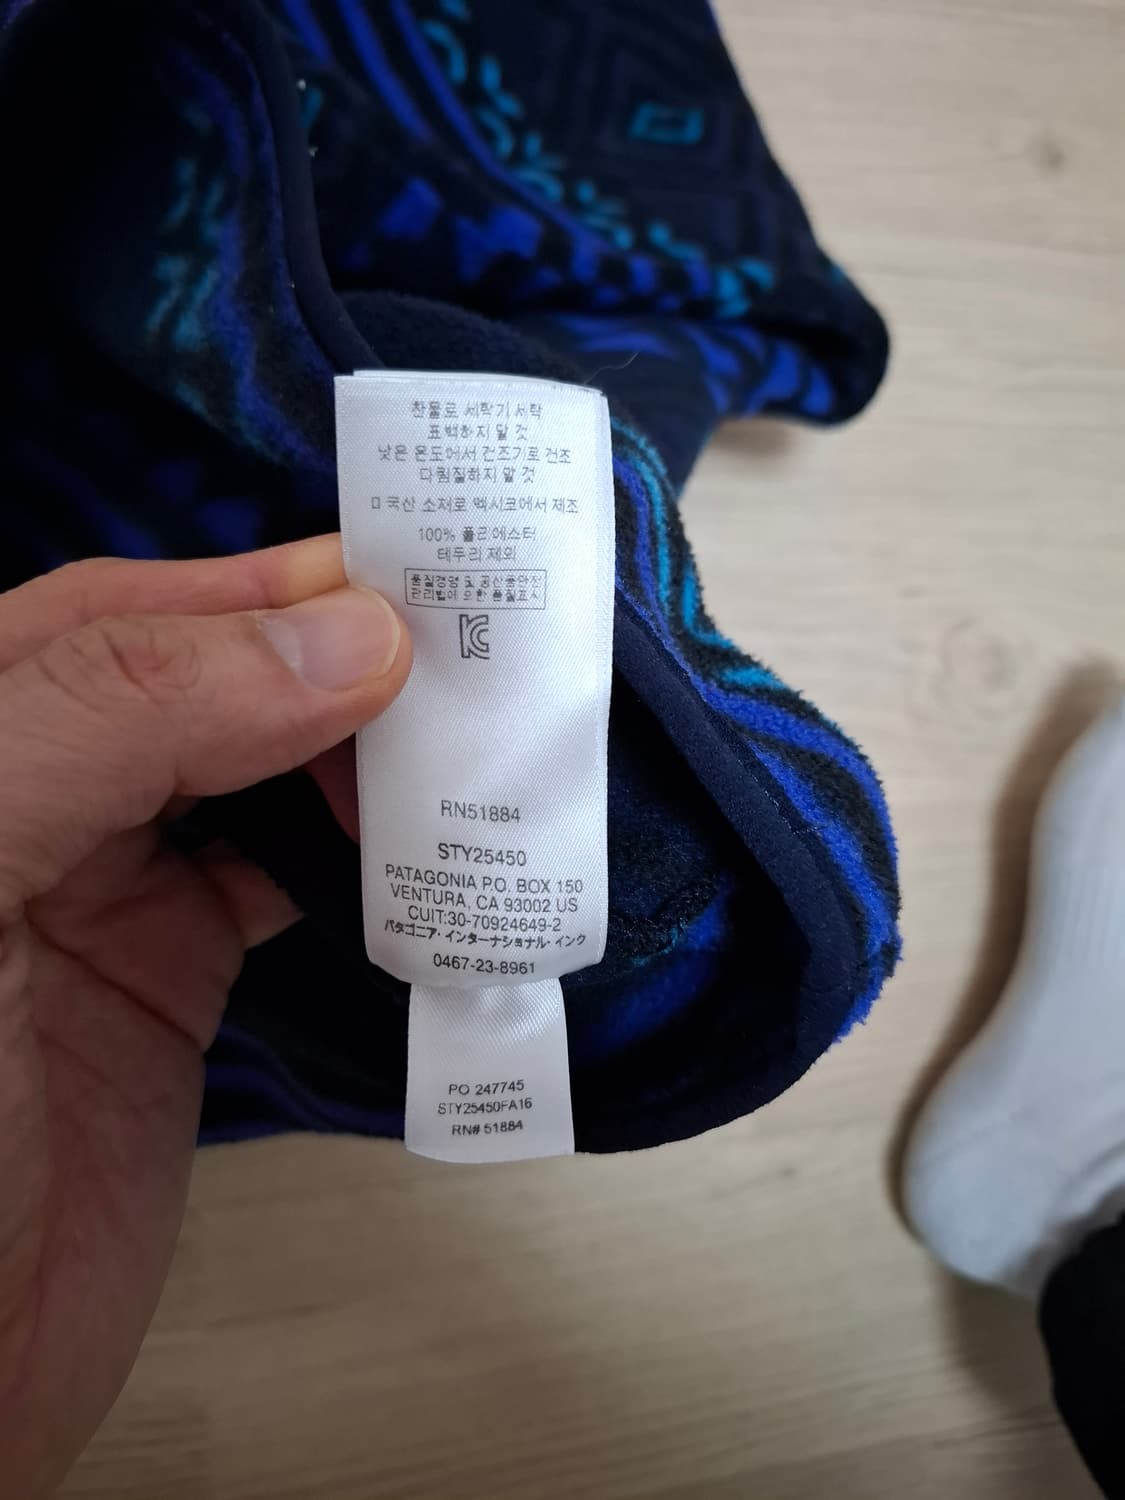 찬물로 세탁기 세탁
표백하지 말 것
낮은 온도에서 건조기로 건조
다림질하지 말 것
미국산 소재로 멕시코에서 제조
100% 폴리에스터
테두리 제외
품질경영 및 공산품안전
관리법에 의한 품질표시
RN51884
STY25450
PATAGONIA P.O. BOX 150
VENTURA, CA 93002 US
CUIT:30-70924649-2
パタゴニア・インターナショナル・インク
0467-23-8961
PO 247745
STY25450FA16
RN# 51884